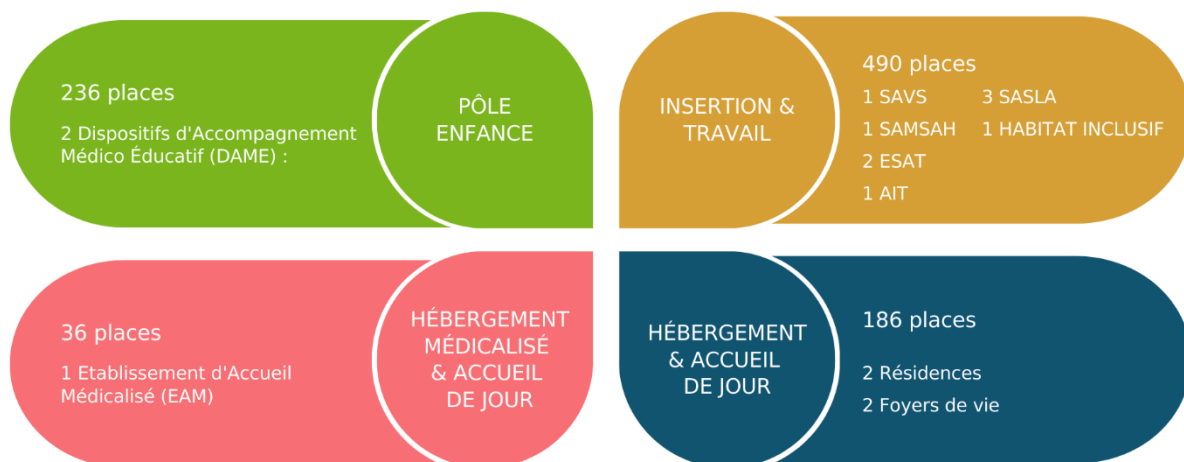 236 places
2 Dispositifs d'Accompagnement
Médico Éducatif (DAME) :
PÔLE
ENFANCE
INSERTION &
TRAVAIL
490 places
1 SAVS
3 SASLA
1 SAMSAH
1 HABITAT INCLUSIF
2 ESAT
1 AIT
36 places
1 Etablissement d'Accueil
Médicalisé (EAM)
HÉBERGEMENT
MÉDICALISÉ
& ACCUEIL
DE JOUR
HÉBERGEMENT
& ACCUEIL
DE JOUR
186 places
2 Résidences
2 Foyers de vie